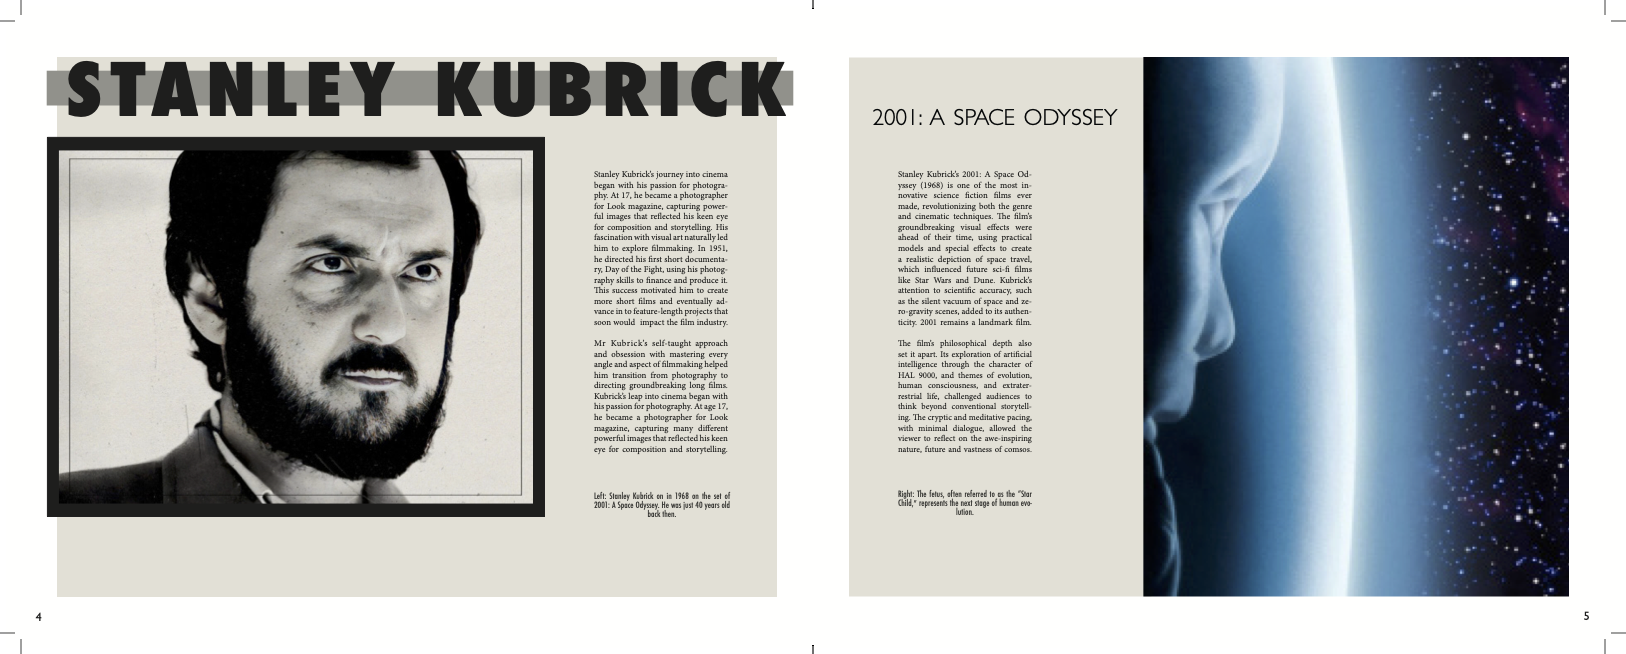 STANLEY KUBRICK
Stanley Kubrick's journey into cinema
began with his passion for photogra-
phy. At 17, he became a photographer
for Look magazine, capturing power-
ful images that reflected his keen eye
for composition and storytelling. His
fascination with visual art naturally led
him to explore filmmaking. In 1951,
he directed his first short documenta-
ry, Day of the Fight, using his photog-
raphy skills to finance and produce it.
This success motivated him to create
more short films and eventually ad-
vance in to feature-length projects that
soon would impact the film industry.
Mr Kubrick's self-taught approach
and obsession with mastering every
angle and aspect of filmmaking helped
him transition from photography to
directing groundbreaking long films.
Kubrick's leap into cinema began with
his passion for photography. At age 17,
he became a photographer for Look
magazine, capturing many different
powerful images that reflected his keen
eye for composition and storytelling.
Left: Stanley Kubrick on in 1968 on the set of
2001: A Space Odyssey. He was just 40 years old
back then.
4
2001: A SPACE ODYSSEY
Stanley Kubrick's 2001: A Space Od-
yssey (1968) is one of the most in-
novative science fiction films ever
made, revolutionizing both the genre
and cinematic techniques. The film's
groundbreaking visual effects were
ahead of their time, using practical
models and special effects to create
a realistic depiction of space travel,
which influenced future sci-fi films
like Star Wars and Dune. Kubrick's
attention to scientific accuracy, such
as the silent vacuum of space and ze-
ro-gravity scenes, added to its authen-
ticity. 2001 remains a landmark film.
The film's philosophical depth also
set it apart. Its exploration of artificial
intelligence through the character of
HAL 9000, and themes of evolution,
human consciousness, and extrater-
restrial life, challenged audiences to
think beyond conventional storytell-
ing. The cryptic and meditative pacing,
with minimal dialogue, allowed the
viewer to reflect on the awe-inspiring
nature, future and vastness of comsos.
Right: The fetus, often referred to as the "Star
Child," represents the next stage of human evo-
lution.
5